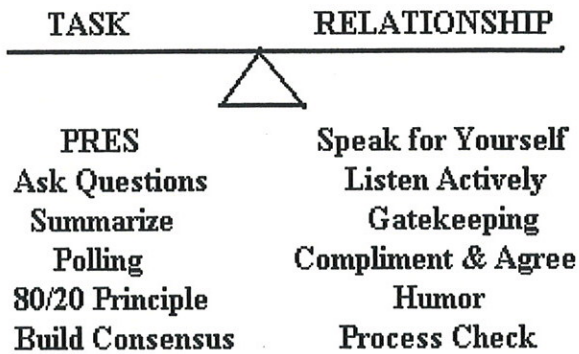 TASK RELATIONSHIP
PRES Speak for Yourself
Ask Questions Listen Actively
Summarize Gatekeeping
Polling Compliment & Agree
80/20 Principle Humor
Build Consensus Process Check